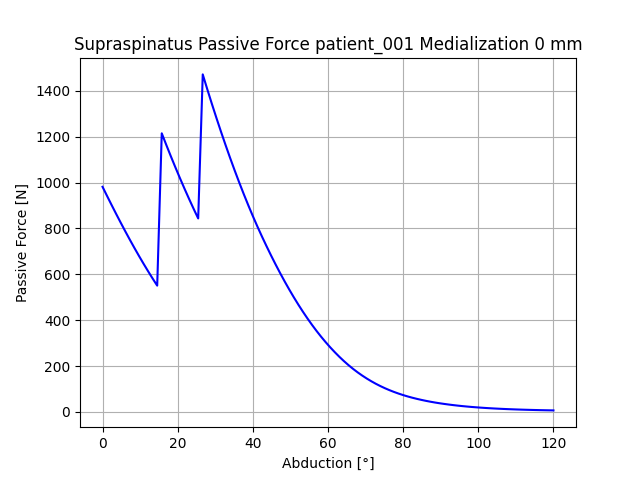 Supraspinatus Passive Force patient_001 Medialization 0 mm
1400
1200
1000
800
600
400
200
0
Passive Force [N]
0 20 40 60 80 100 120
Abduction [°]